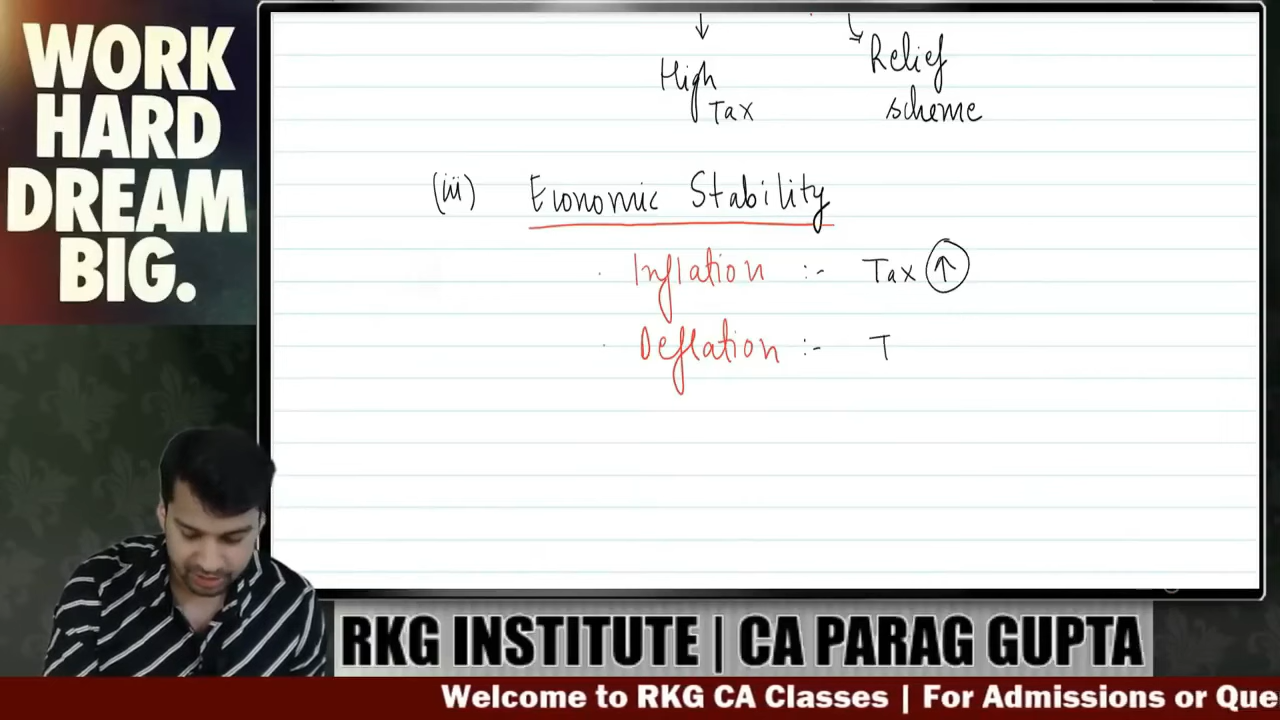 WORK
HARD
DREAM
BIG.
High
Tax
Relief
scheme
(iii) Economic Stability
· Inflation :- Tax ↑
· Deflation :- T
RKG INSTITUTE | CA PARAG GUPTA
Welcome to RKG CA Classes | For Admissions or Que